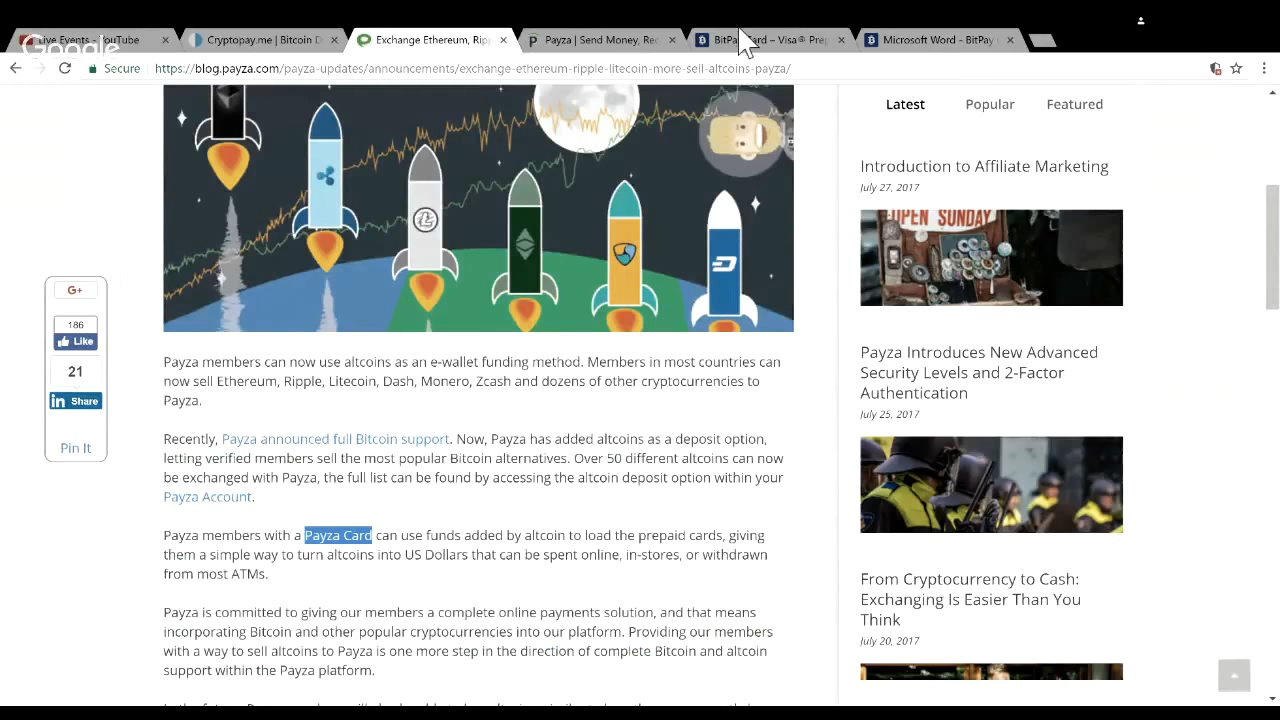 Live Events - YouTube
Cryptopay.me | Bitcoin D
Exchange Ethereum, Ripp
Payza | Send Money, Rec
BitPay Card – Visa® Prep
Microsoft Word - BitPay
Google
Secure
https://blog.payza.com/payza-updates/announcements/exchange-ethereum-ripple-litecoin-more-sell-altcoins-payza/
G+
186
Like
21
in Share
Pin It
Payza members can now use altcoins as an e-wallet funding method. Members in most countries can
now sell Ethereum, Ripple, Litecoin, Dash, Monero, Zcash and dozens of other cryptocurrencies to
Payza.
Recently, Payza announced full Bitcoin support. Now, Payza has added altcoins as a deposit option,
letting verified members sell the most popular Bitcoin alternatives. Over 50 different altcoins can now
be exchanged with Payza, the full list can be found by accessing the altcoin deposit option within your
Payza Account.
Payza members with a Payza Card can use funds added by altcoin to load the prepaid cards, giving
them a simple way to turn altcoins into US Dollars that can be spent online, in-stores, or withdrawn
from most ATMs.
Payza is committed to giving our members a complete online payments solution, and that means
incorporating Bitcoin and other popular cryptocurrencies into our platform. Providing our members
with a way to sell altcoins to Payza is one more step in the direction of complete Bitcoin and altcoin
support within the Payza platform.
Latest
Popular
Featured
Introduction to Affiliate Marketing
July 27, 2017
OPEN SUNDAY
Payza Introduces New Advanced
Security Levels and 2-Factor
Authentication
July 25, 2017
From Cryptocurrency to Cash:
Exchanging Is Easier Than You
Think
July 20, 2017